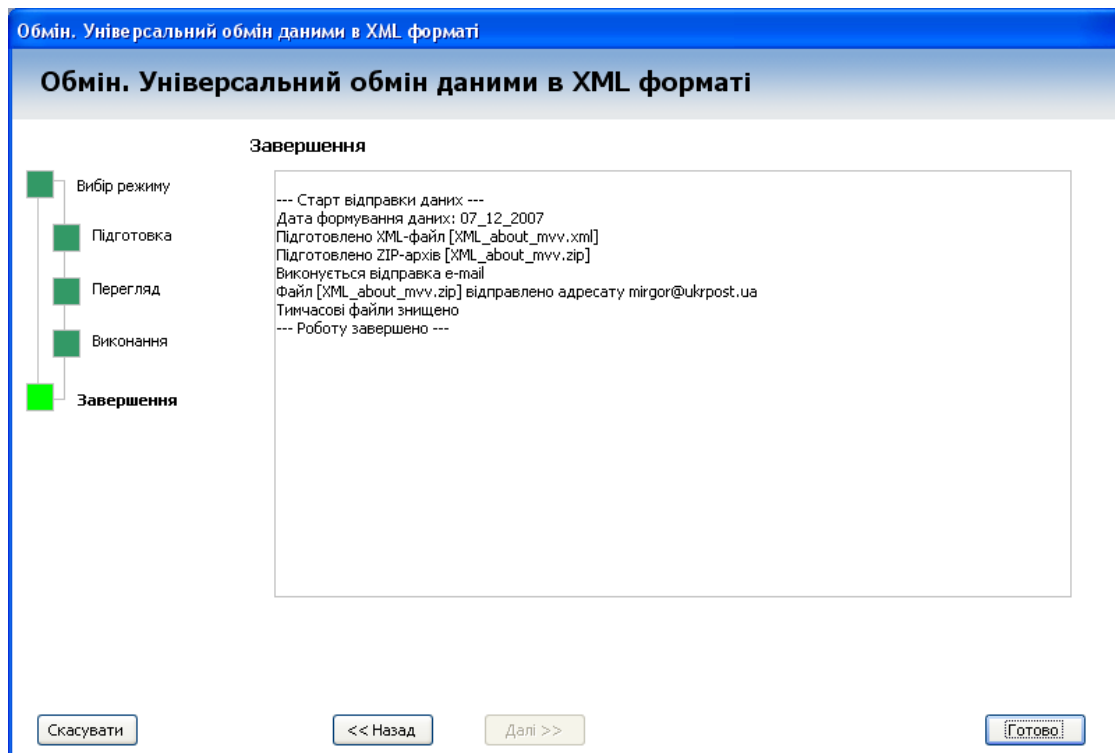 Обмін. Універсальний обмін даними в XML форматі
Обмін. Універсальний обмін даними в XML форматі
Завершення
Вибір режиму
Підготовка
Перегляд
Виконання
Завершення
--- Старт відправки даних ---
Дата формування даних: 07_12_2007
Підготовлено XML-файл [XML_about_mvv.xml]
Підготовлено ZIP-архів [XML_about_mvv.zip]
Виконується відправка e-mail
Файл [XML_about_mvv.zip] відправлено адресату mirgor@ukrpost.ua
Тимчасові файли знищено
--- Роботу завершено ---
Скасувати
<< Назад
Далі >>
Готово